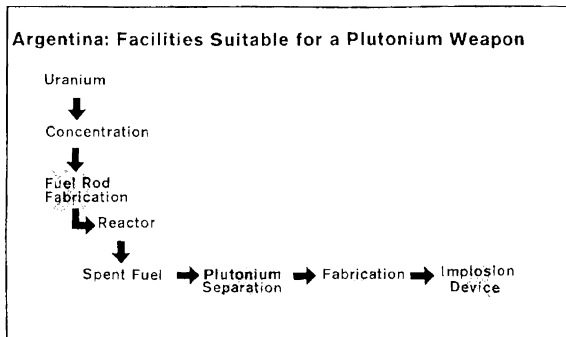 Argentina: Facilities Suitable for a Plutonium Weapon
Uranium
Concentration
Fuel Rod
Fabrication
Reactor
Spent Fuel
Plutonium
Separation
Fabrication
Implosion
Device